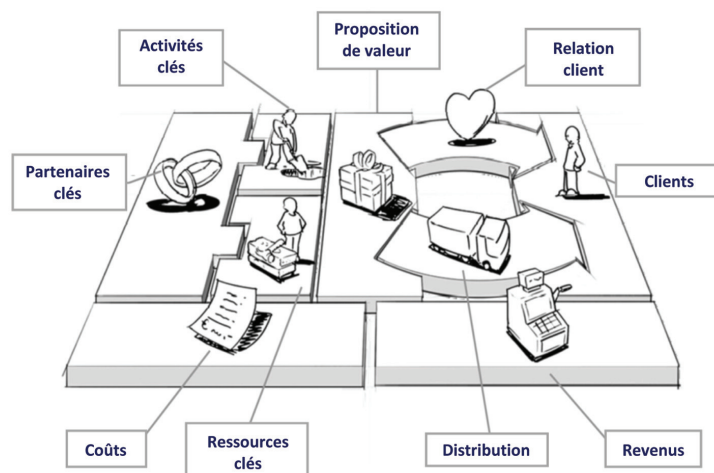 Activités
clés
Proposition
de valeur
Relation
client
Partenaires
clés
Clients
Coûts
Ressources
clés
Distribution
Revenus